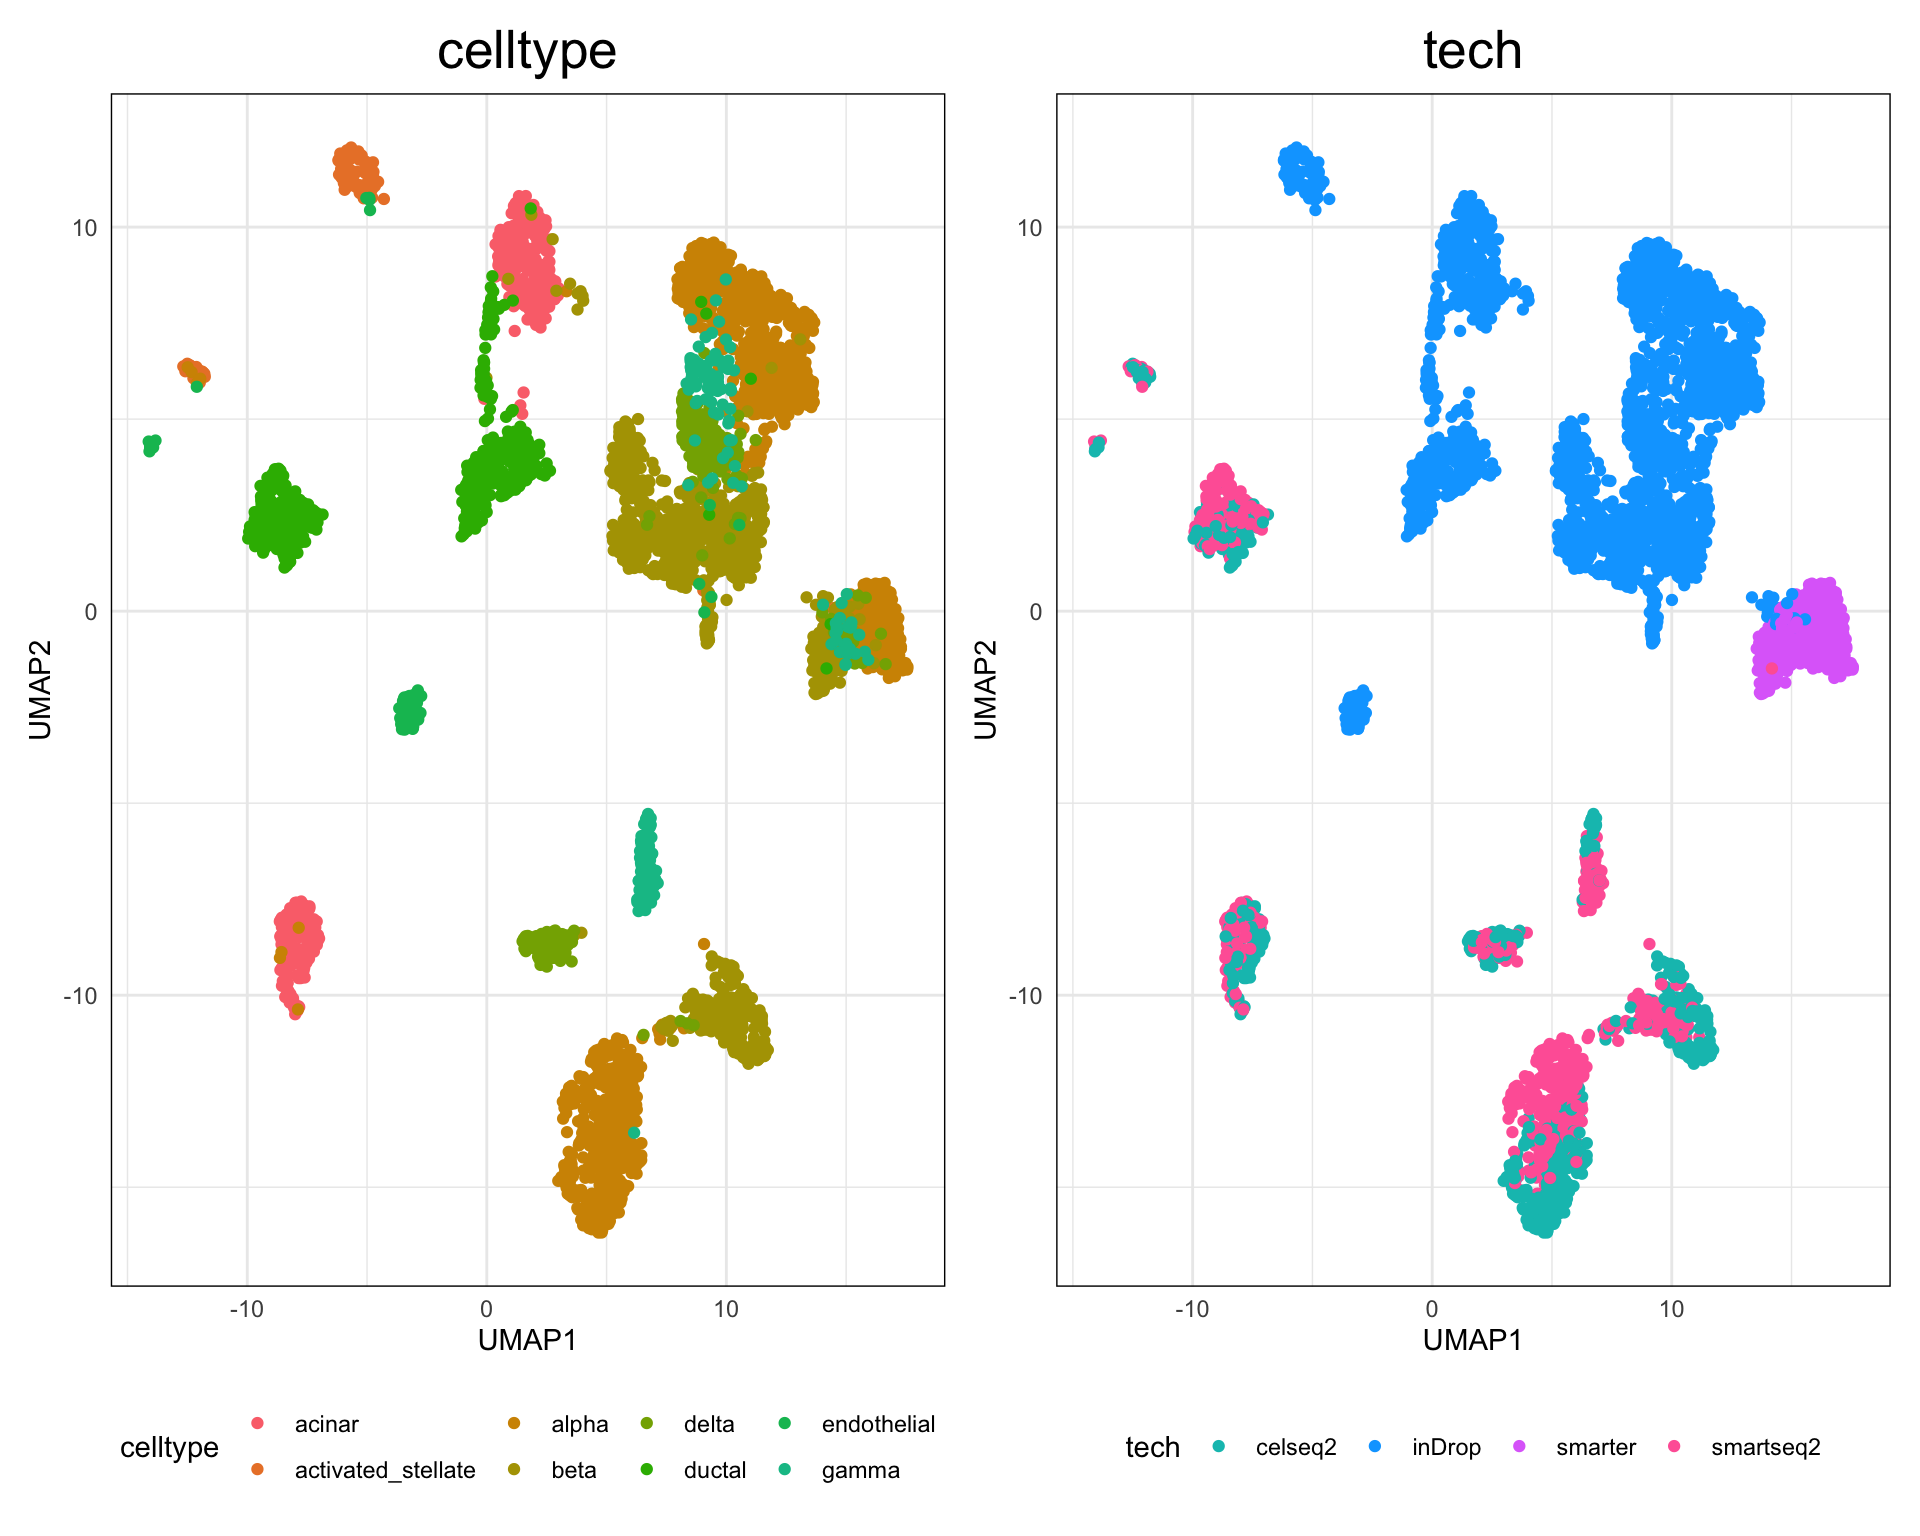 celltype
tech
10
0
-10
UMAP2
-10 0 10
UMAP1
10
0
-10
UMAP2
-10 0 10
UMAP1
celltype
acinar alpha delta endothelial
activated_stellate beta ductal gamma
tech celseq2 inDrop smarter smartseq2